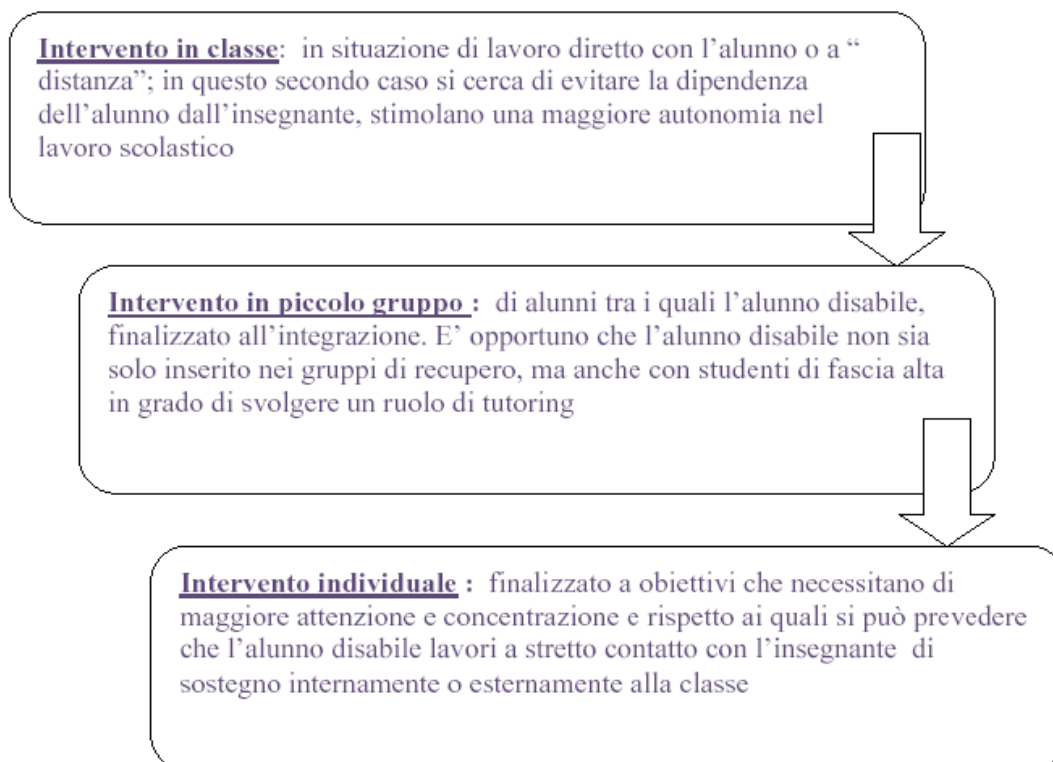 Intervento in classe:  in situazione di lavoro diretto con l’alunno o a “
distanza”; in questo secondo caso si cerca di evitare la dipendenza
dell’alunno dall’insegnante, stimolano una maggiore autonomia nel
lavoro scolastico
Intervento in piccolo gruppo :  di alunni tra i quali l’alunno disabile,
finalizzato all’integrazione. E’ opportuno che l’alunno disabile non sia
solo inserito nei gruppi di recupero, ma anche con studenti di fascia alta
in grado di svolgere un ruolo di tutoring
Intervento individuale :  finalizzato a obiettivi che necessitano di
maggiore attenzione e concentrazione e rispetto ai quali si può prevedere
che l’alunno disabile lavori a stretto contatto con l’insegnante  di
sostegno internamente o esternamente alla classe